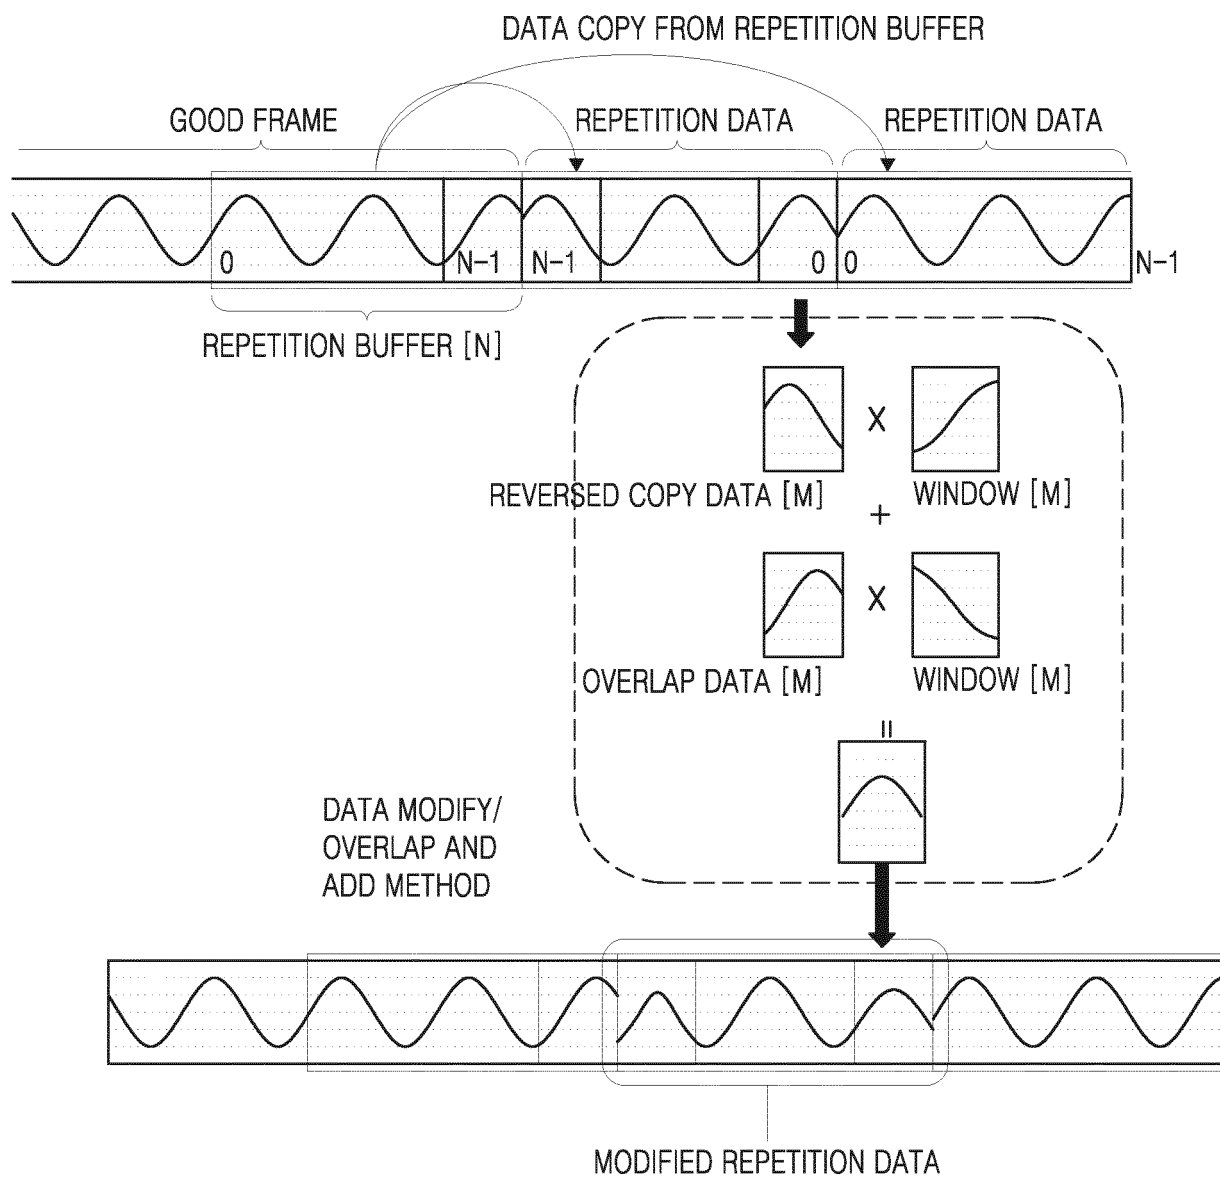 DATA COPY FROM REPETITION BUFFER
GOOD FRAME
REPETITION DATA
REPETITION DATA
0
N-1
N-1
0
0
N-1
REPETITION BUFFER [N]
X
REVERSED COPY DATA [M]
WINDOW [M]
+
X
OVERLAP DATA [M]
WINDOW [M]
=
DATA MODIFY/
OVERLAP AND
ADD METHOD
MODIFIED REPETITION DATA